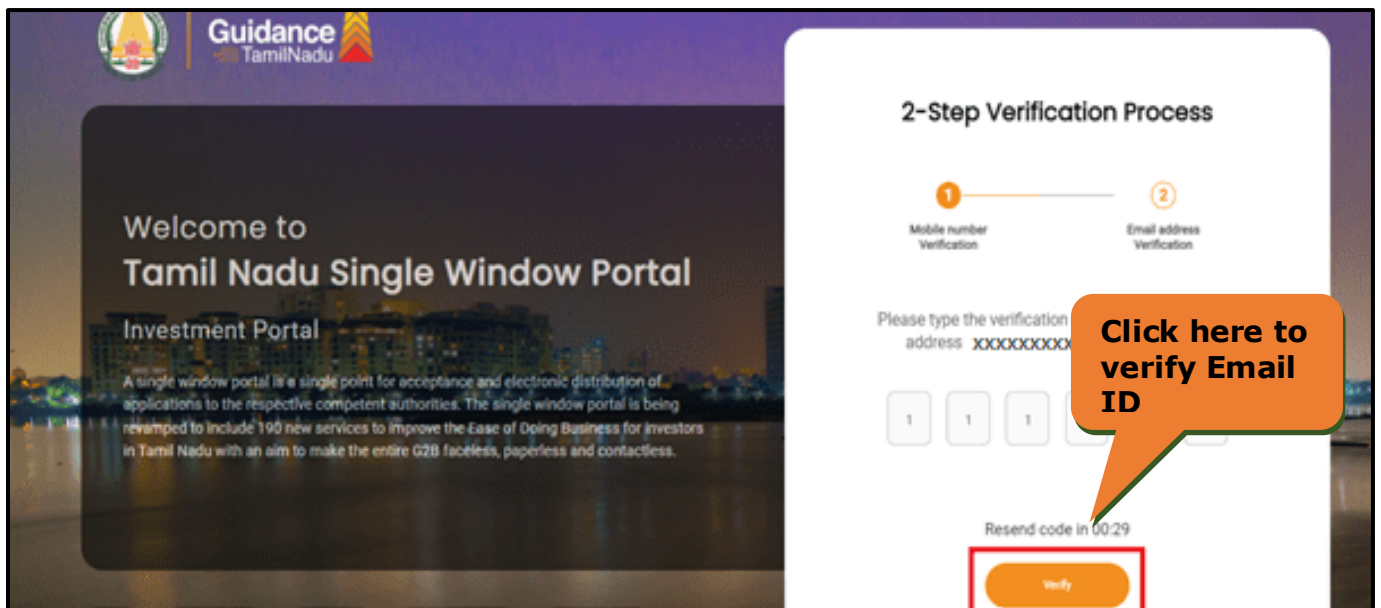 Guidance
TamilNadu
Welcome to
Tamil Nadu Single Window Portal
Investment Portal
A single window portal is a single point for acceptance and electronic distribution of
applications to the respective competent authorities. The single window portal is being
revamped to include 190 new services to improve the Ease of Doing Business for investors
in Tamil Nadu with an aim to make the entire G2B faceless, paperless and contactless.
2-Step Verification Process
1
2
Mobile number
Verification
Email address
Verification
Please type the verification
address XXXXXXXXX
1 1 1
Click here to
verify Email
ID
Resend code in 00:29
Verify